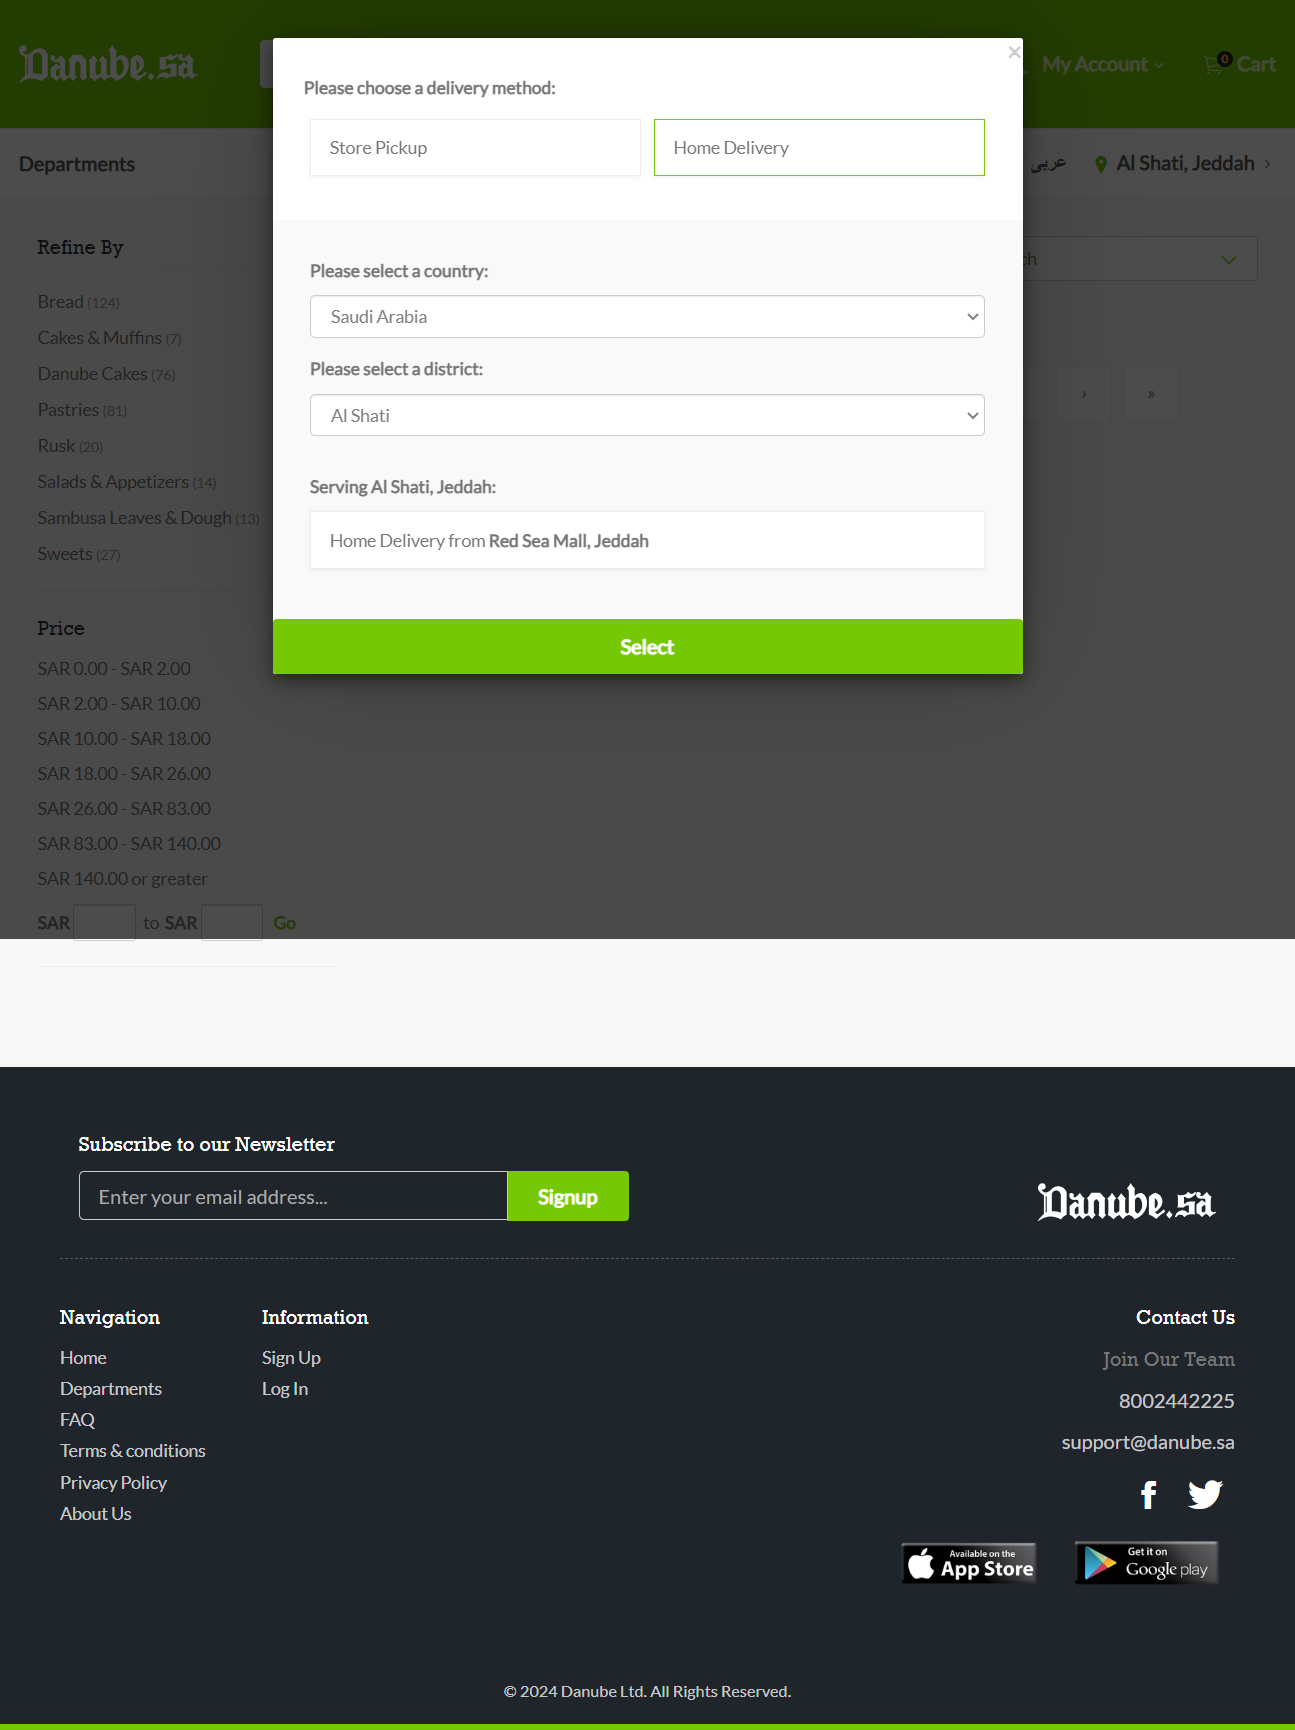 Danube.sa
My Account
0
Cart
×
Please choose a delivery method:
Store Pickup
Home Delivery
Departments
عربى
Al Shati, Jeddah
Refine By
Bread (124)
Cakes & Muffins (7)
Danube Cakes (76)
Pastries (81)
Rusk (20)
Salads & Appetizers (14)
Sambusa Leaves & Dough (13)
Sweets (27)
Please select a country:
Saudi Arabia
Please select a district:
Al Shati
Serving Al Shati, Jeddah:
Home Delivery from Red Sea Mall, Jeddah
Select
›
»
Price
SAR 0.00 - SAR 2.00
SAR 2.00 - SAR 10.00
SAR 10.00 - SAR 18.00
SAR 18.00 - SAR 26.00
SAR 26.00 - SAR 83.00
SAR 83.00 - SAR 140.00
SAR 140.00 or greater
SAR to SAR Go
Subscribe to our Newsletter
Enter your email address...
Signup
Danube.sa
Navigation
Home
Departments
FAQ
Terms & conditions
Privacy Policy
About Us
Information
Sign Up
Log In
Contact Us
Join Our Team
8002442225
support@danube.sa
Available on the
App Store
Get it on
Google play
© 2024 Danube Ltd. All Rights Reserved.